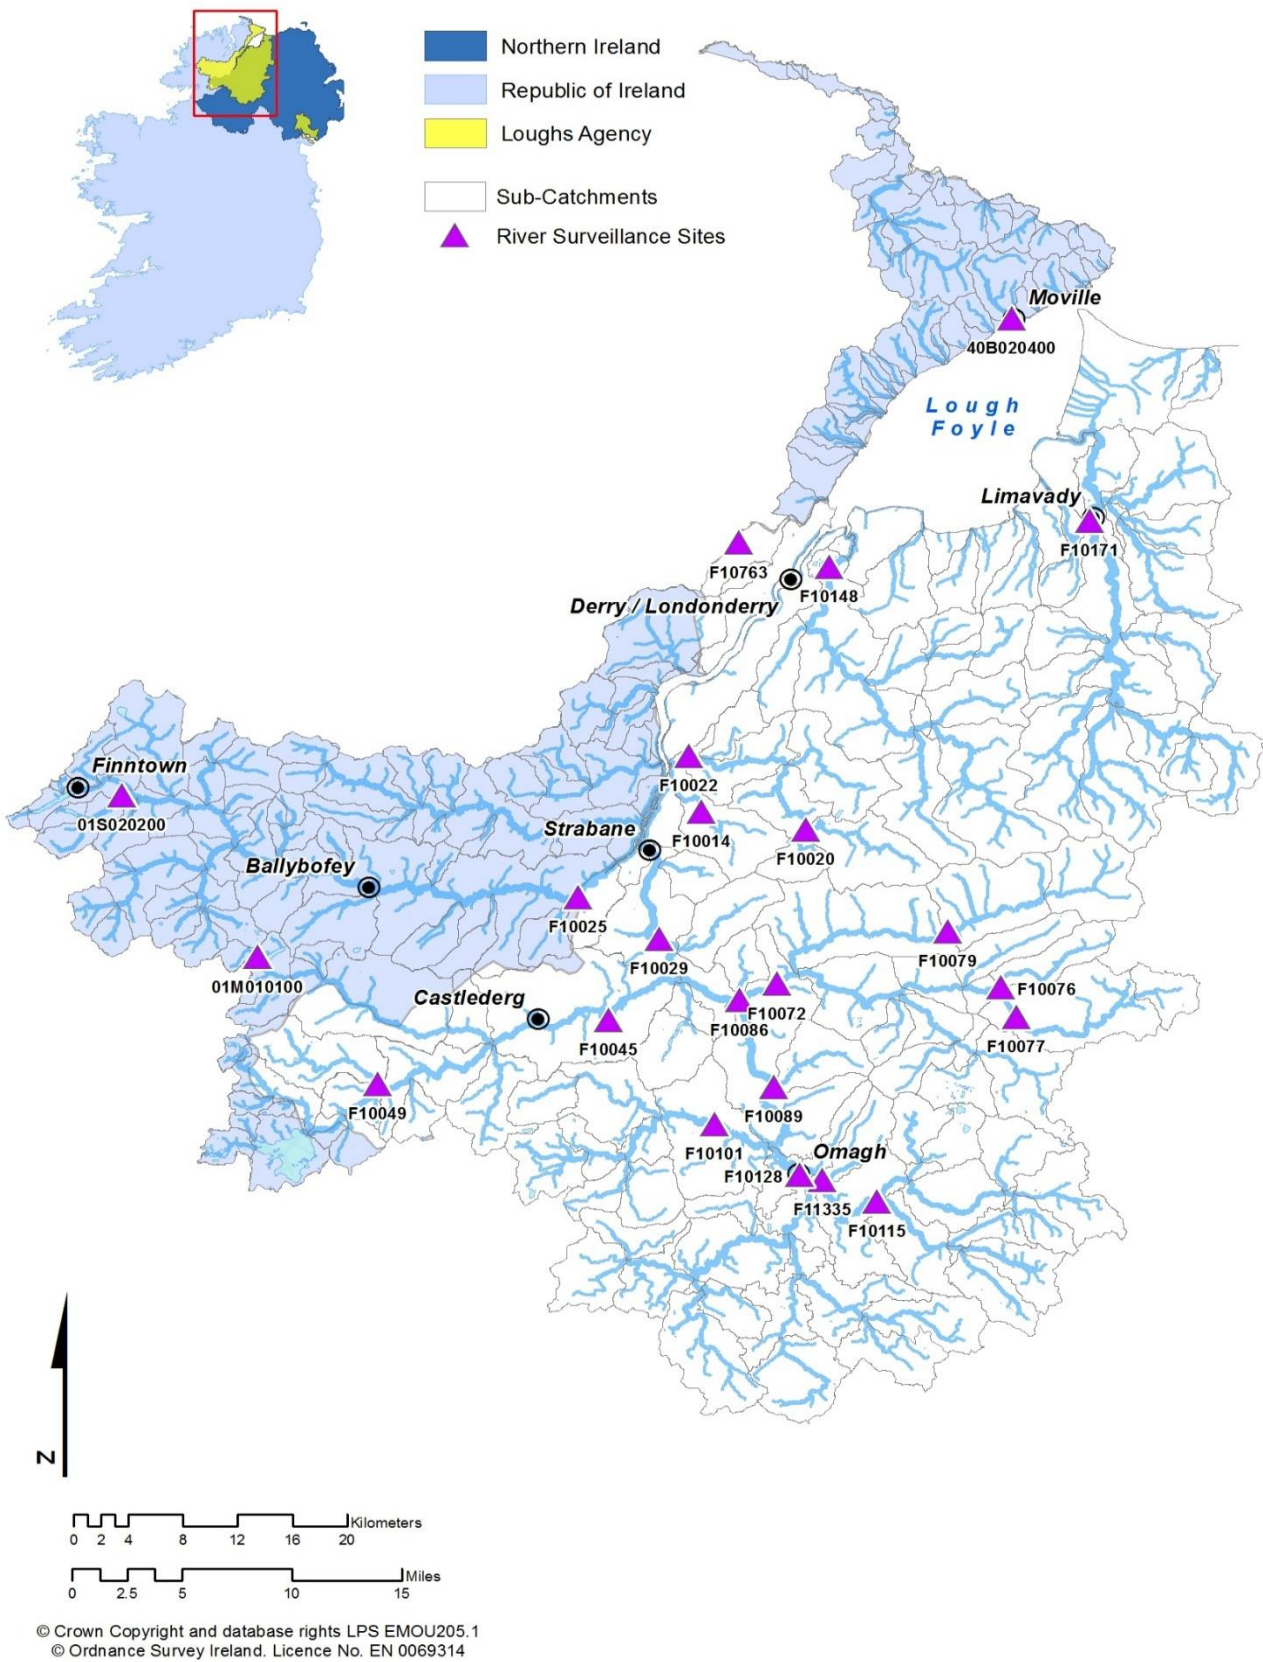 Northern Ireland
Republic of Ireland
Loughs Agency
Sub-Catchments
River Surveillance Sites
Moville
40B020400
Lough
Foyle
Limavady
F10171
F10763
F10148
Derry / Londonderry
Finntown
01S020200
F10022
F10014
Strabane
F10020
Ballybofey
F10025
F10029
F10079
01M010100
Castlederg
F10076
F10072
F10086
F10077
F10045
F10049
F10089
F10101
Omagh
F10128
F11335
F10115
N
Kilometers
0 2 4 8 12 16 20
Miles
0 2.5 5 10 15
© Crown Copyright and database rights LPS EMOU205.1
© Ordnance Survey Ireland. Licence No. EN 0069314